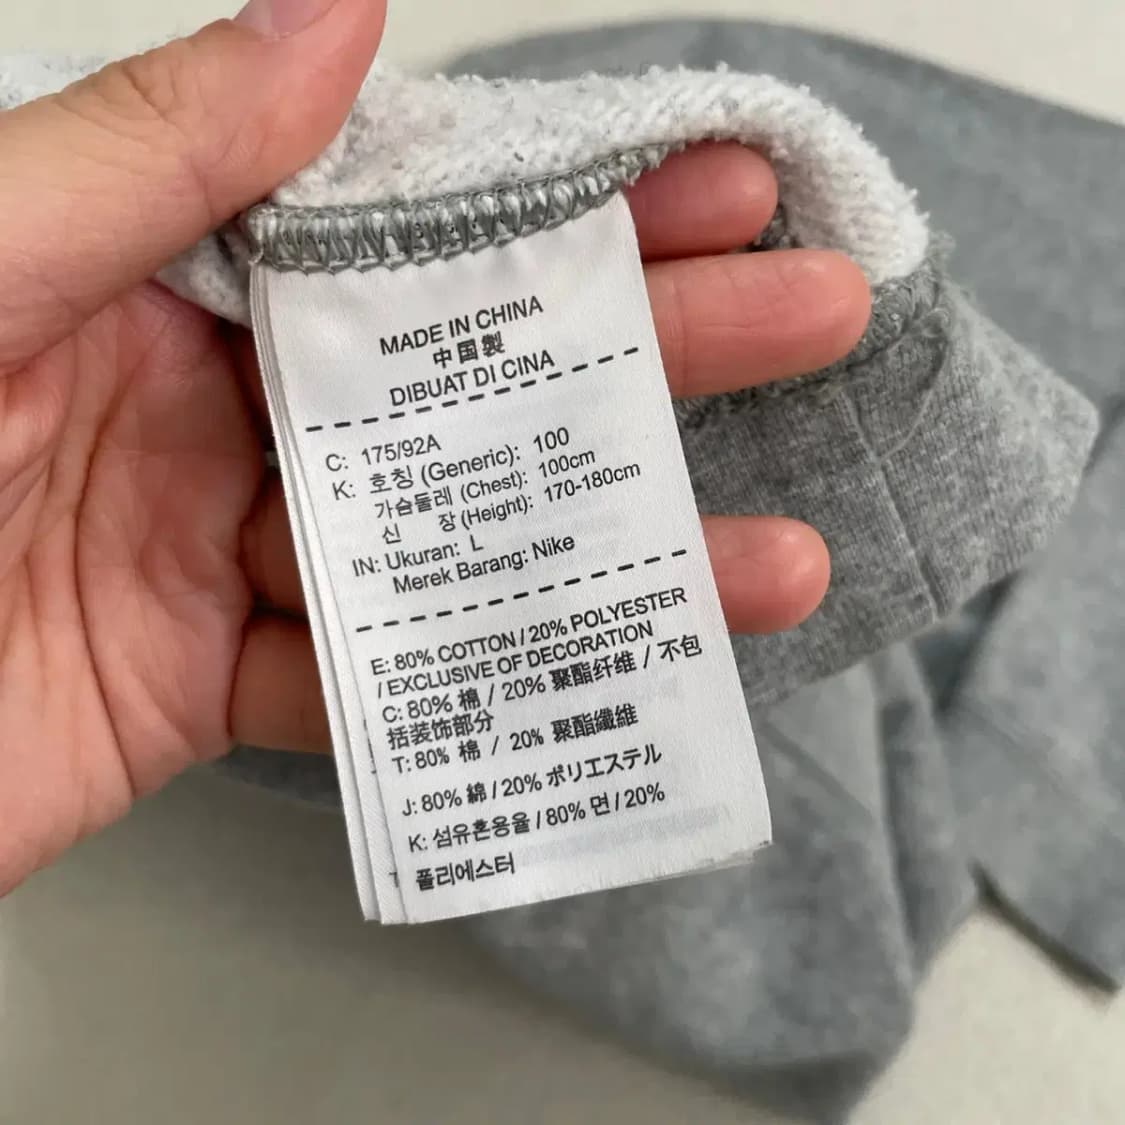 MADE IN CHINA
中国製
DIBUAT DI CINA
C: 175/92A
K: 호칭 (Generic): 100
가슴둘레 (Chest): 100cm
신 장 (Height): 170-180cm
IN: Ukuran: L
Merek Barang: Nike
E: 80% COTTON / 20% POLYESTER
/ EXCLUSIVE OF DECORATION
C: 80% 棉 / 20% 聚酯纤维 / 不包
括装饰部分
T: 80% 棉 / 20% 聚酯纖維
J: 80% 綿 / 20% ポリエステル
K: 섬유혼용율 / 80% 면 / 20%
폴리에스터